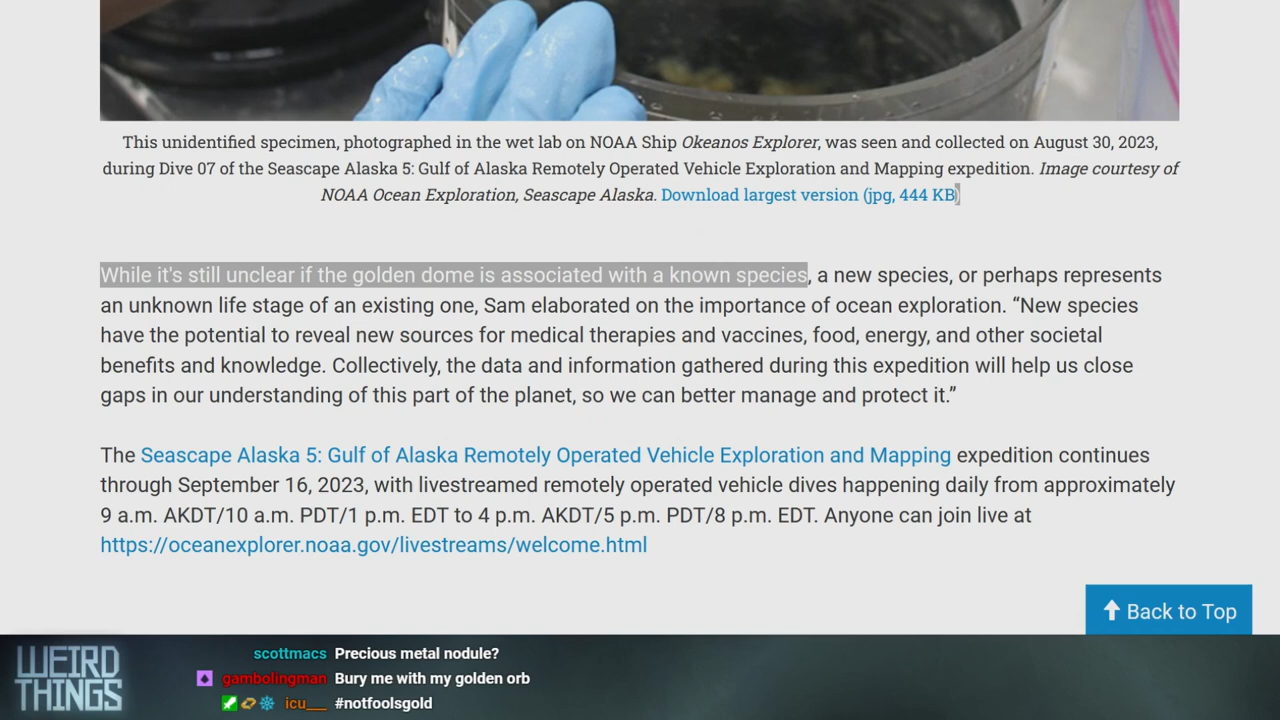 This unidentified specimen, photographed in the wet lab on NOAA Ship Okeanos Explorer, was seen and collected on August 30, 2023,
during Dive 07 of the Seascape Alaska 5: Gulf of Alaska Remotely Operated Vehicle Exploration and Mapping expedition. Image courtesy of
NOAA Ocean Exploration, Seascape Alaska. Download largest version (jpg, 444 KB)
While it's still unclear if the golden dome is associated with a known species, a new species, or perhaps represents
an unknown life stage of an existing one, Sam elaborated on the importance of ocean exploration. “New species
have the potential to reveal new sources for medical therapies and vaccines, food, energy, and other societal
benefits and knowledge. Collectively, the data and information gathered during this expedition will help us close
gaps in our understanding of this part of the planet, so we can better manage and protect it.”
The Seascape Alaska 5: Gulf of Alaska Remotely Operated Vehicle Exploration and Mapping expedition continues
through September 16, 2023, with livestreamed remotely operated vehicle dives happening daily from approximately
9 a.m. AKDT/10 a.m. PDT/1 p.m. EDT to 4 p.m. AKDT/5 p.m. PDT/8 p.m. EDT. Anyone can join live at
https://oceanexplorer.noaa.gov/livestreams/welcome.html
Back to Top
WEIRD
THINGS
scottmacs Precious metal nodule?
gambolingman Bury me with my golden orb
icu___ #notfoolsgold